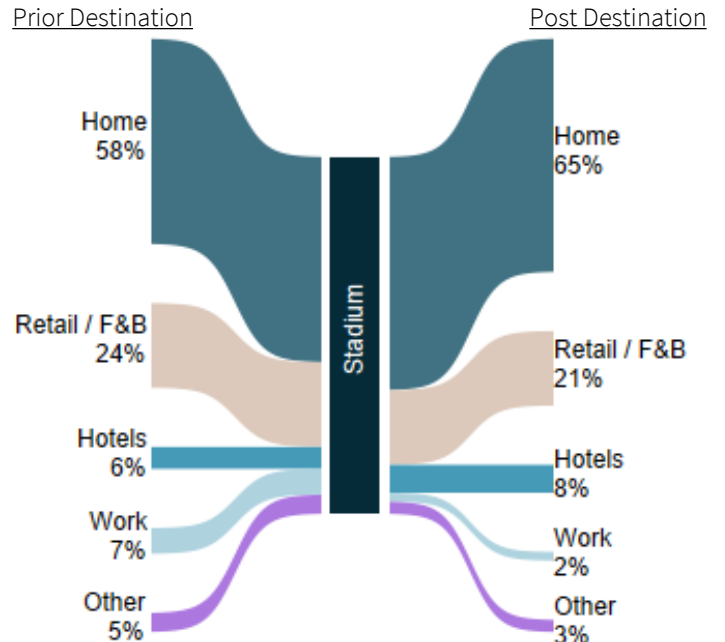 Prior Destination
Post Destination
Home
58%
Retail / F&B
24%
Hotels
6%
Work
7%
Other
5%
Stadium
Home
65%
Retail / F&B
21%
Hotels
8%
Work
2%
Other
3%